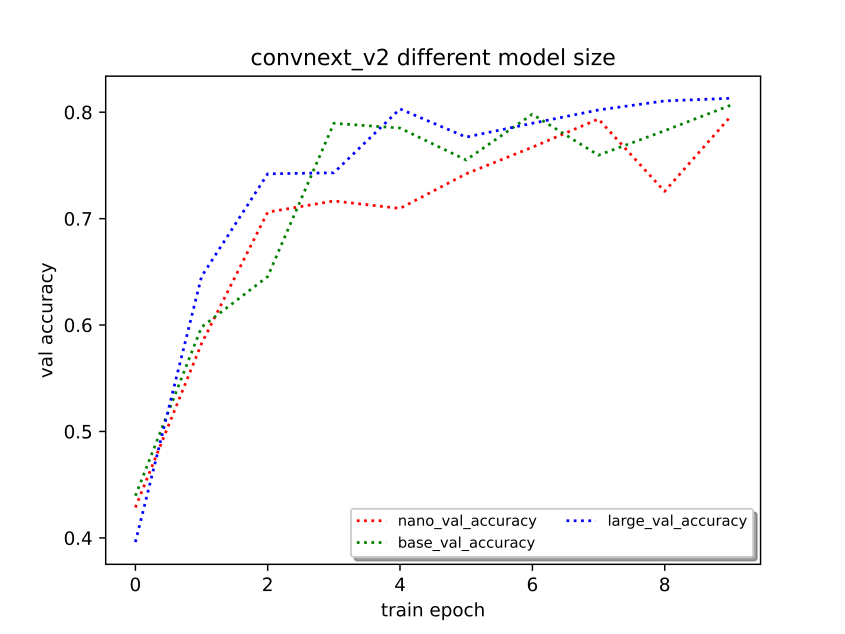 convnext_v2 different model size
val accuracy
0.8
0.7
0.6
0.5
0.4
0 2 4 6 8
train epoch
nano_val_accuracy
base_val_accuracy
large_val_accuracy